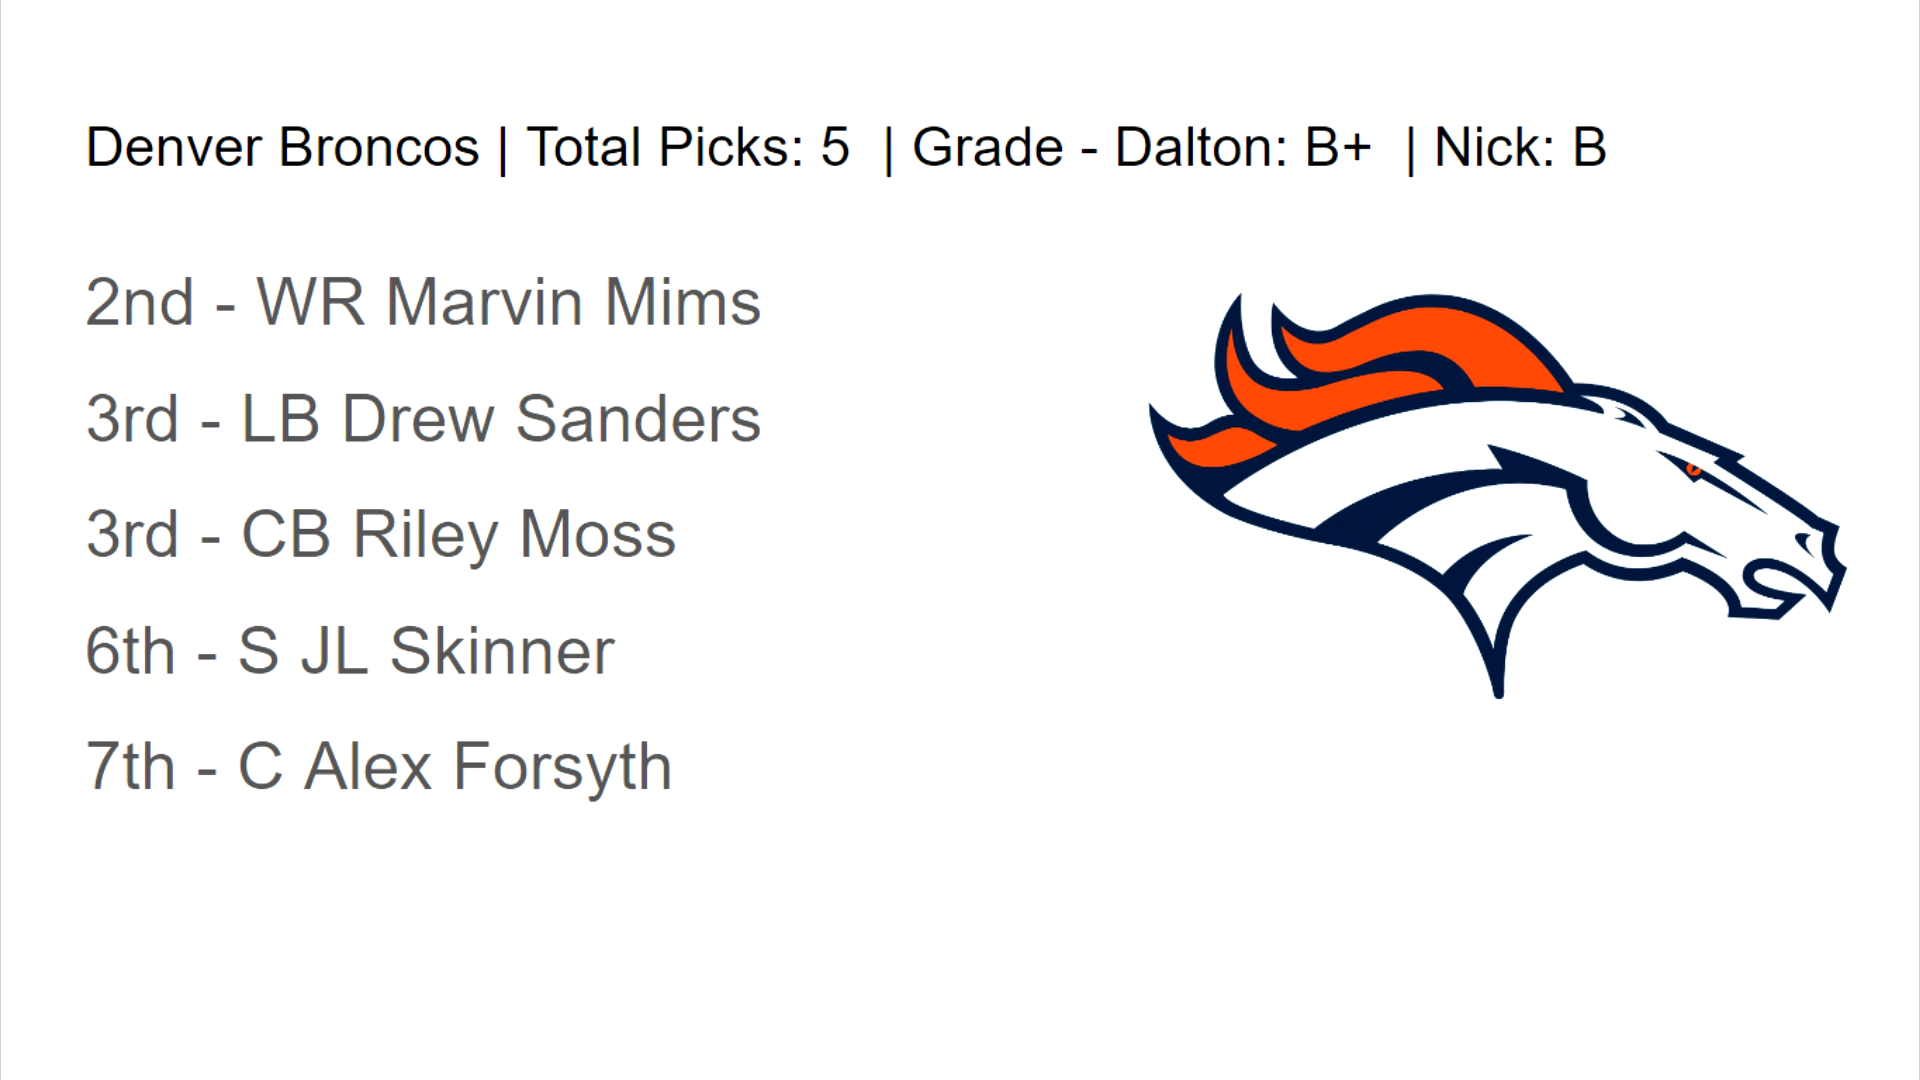 Denver Broncos | Total Picks: 5 | Grade - Dalton: B+ | Nick: B
2nd - WR Marvin Mims
3rd - LB Drew Sanders
3rd - CB Riley Moss
6th - S JL Skinner
7th - C Alex Forsyth